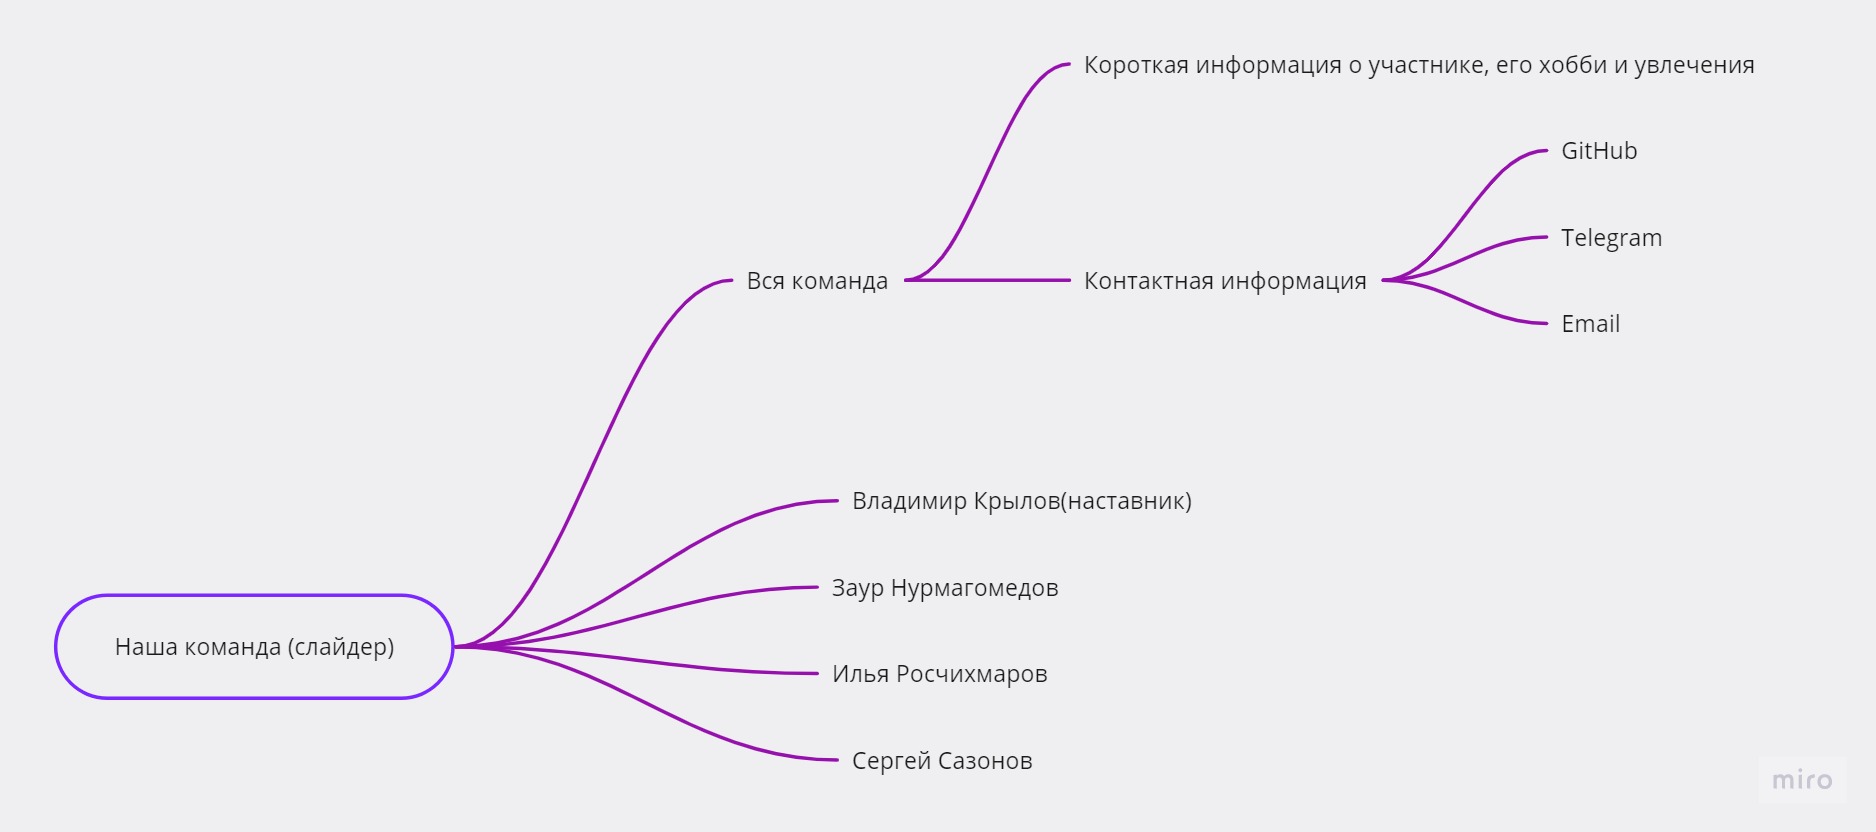 Короткая информация о участнике, его хобби и увлечения
GitHub
Telegram
Вся команда
Контактная информация
Email
Владимир Крылов(наставник)
Заур Нурмагомедов
Наша команда (слайдер)
Илья Росчихмаров
Сергей Сазонов
miro